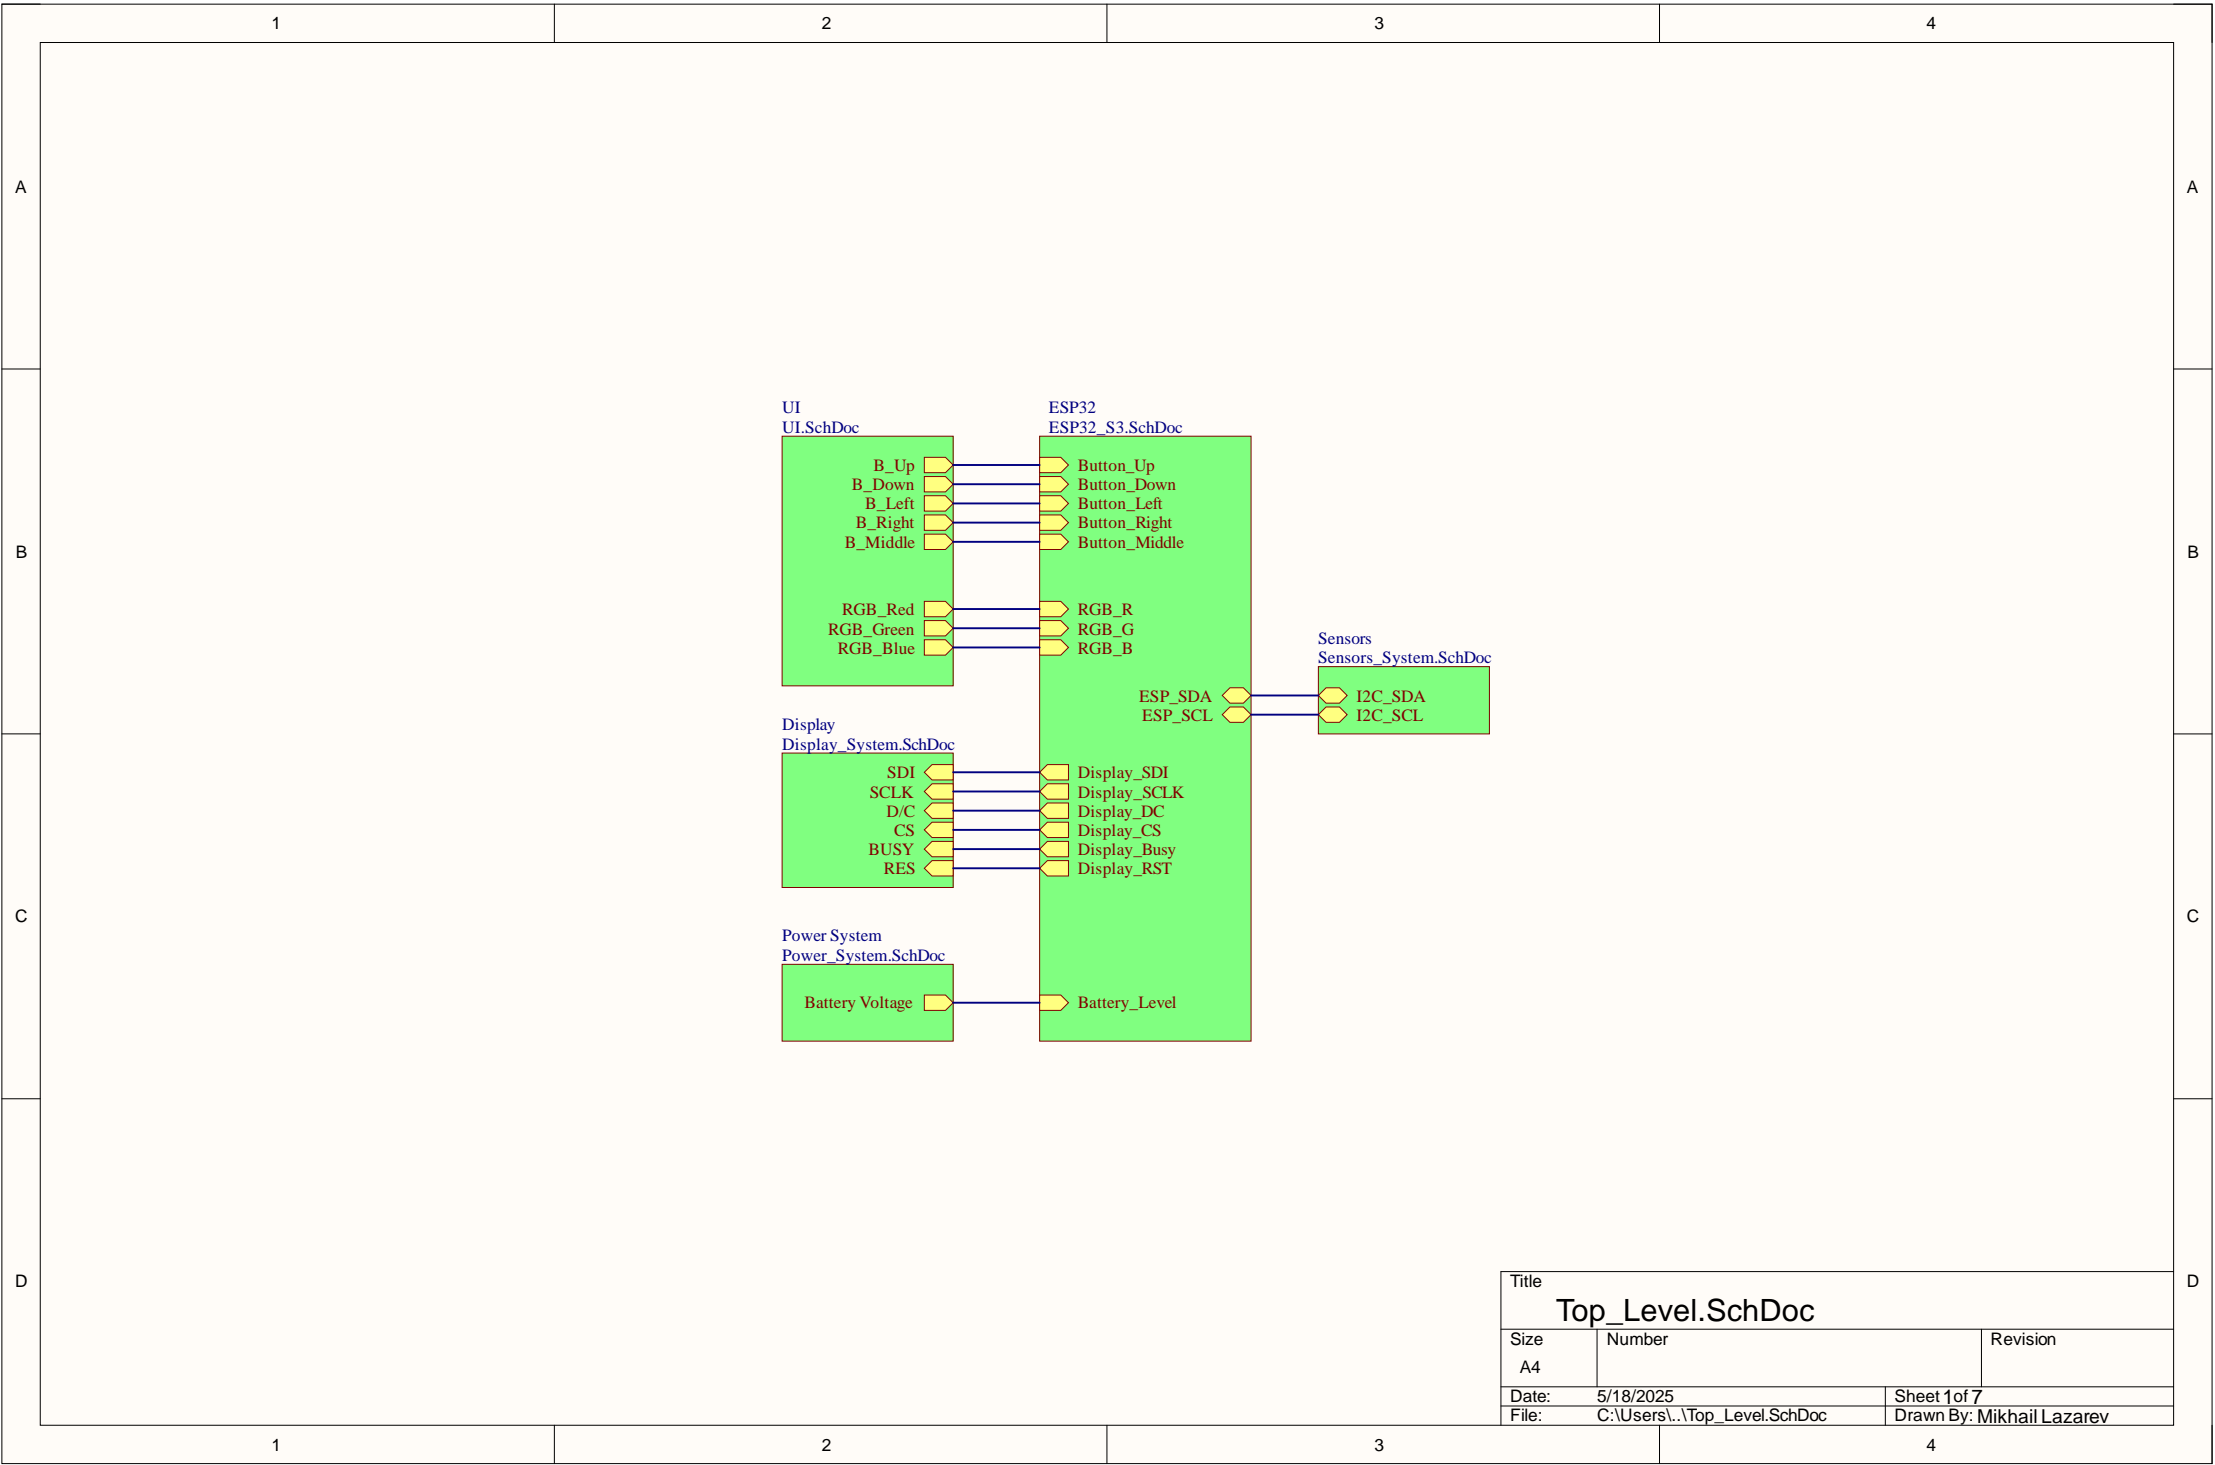 1 2 3 4
A A
UI ESP32
UI.SchDoc ESP32_S3.SchDoc
B_Up Button_Up
B_Down Button_Down
B_Left Button_Left
B_Right Button_Right
B B
B_Middle Button_Middle
RGB_Red RGB_R
RGB_Green RGB_G
RGB_Blue RGB_B
Sensors
Sensors_System.SchDoc
ESP_SDA I2C_SDA
ESP_SCL I2C_SCL
Display
Display_System.SchDoc
SDI Display_SDI
SCLK Display_SCLK
D/C Display_DC
CS Display_CS
BUSY Display_Busy
RES Display_RST
C C
Power System
Power_System.SchDoc
Battery Voltage Battery_Level
D D
Title
Top_Level.SchDoc
Size Number Revision
A4
Date: 5/18/2025 Sheet 1 of 7
File: C:\Users\..\Top_Level.SchDoc Drawn By: Mikhail Lazarev
1 2 3 4